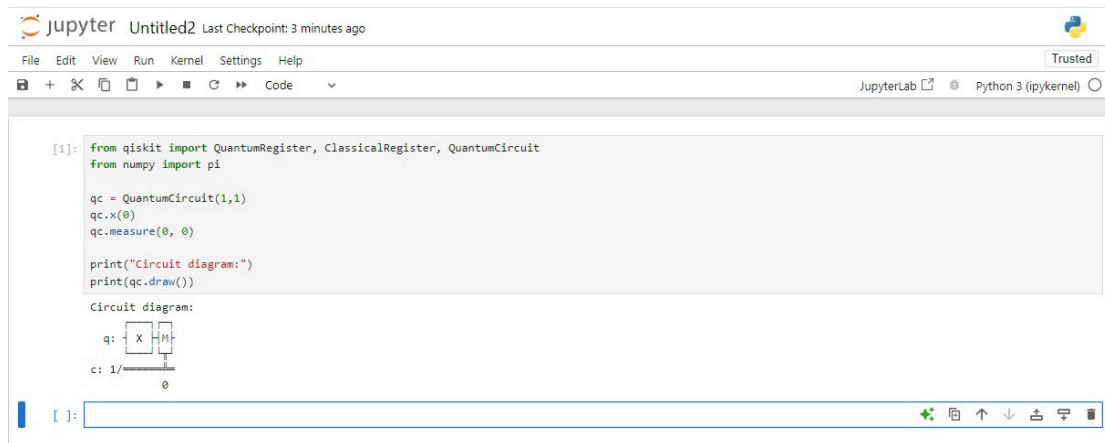 jupyter Untitled2 Last Checkpoint: 3 minutes ago
File Edit View Run Kernel Settings Help Trusted
Code JupyterLab Python 3 (ipykernel)
[1]: from qiskit import QuantumRegister, ClassicalRegister, QuantumCircuit
from numpy import pi
qc = QuantumCircuit(1,1)
qc.x(0)
qc.measure(0, 0)
print("Circuit diagram:")
print(qc.draw())
Circuit diagram:
q: X M
c: 1/
0
[ ]: